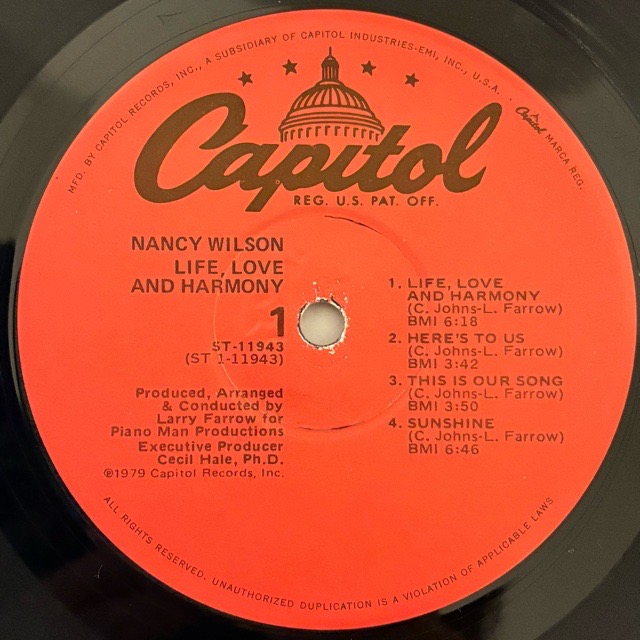 MFD. BY CAPITOL RECORDS, INC., A SUBSIDIARY OF CAPITOL INDUSTRIES-EMI, INC., U.S.A. · Capitol MARCA REG.
Capitol
REG. U.S. PAT. OFF.
NANCY WILSON
LIFE, LOVE
AND HARMONY
1
ST-11943
(ST 1-11943)
Produced, Arranged
& Conducted by
Larry Farrow for
Piano Man Productions
Executive Producer
Cecil Hale, Ph.D.
℗1979 Capitol Records, Inc.
1. LIFE, LOVE
AND HARMONY
(C. Johns-L. Farrow)
BMI 6:18
2. HERE'S TO US
(C. Johns-L. Farrow)
BMI 3:42
3. THIS IS OUR SONG
(C. Johns-L. Farrow)
BMI 3:50
4. SUNSHINE
(C. Johns-L. Farrow)
BMI 6:46
ALL RIGHTS RESERVED. UNAUTHORIZED DUPLICATION IS A VIOLATION OF APPLICABLE LAWS